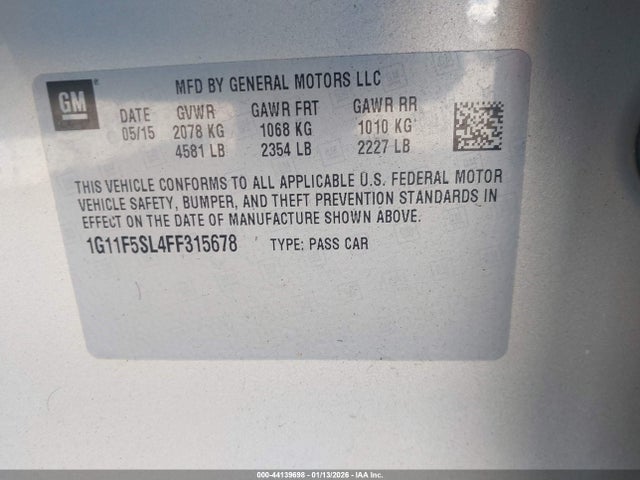 GM
MFD BY GENERAL MOTORS LLC
DATE GVWR GAWR FRT GAWR RR
05/15 2078 KG 1068 KG 1010 KG
4581 LB 2354 LB 2227 LB
THIS VEHICLE CONFORMS TO ALL APPLICABLE U.S. FEDERAL MOTOR
VEHICLE SAFETY, BUMPER, AND THEFT PREVENTION STANDARDS IN
EFFECT ON THE DATE OF MANUFACTURE SHOWN ABOVE.
1G11F5SL4FF315678 TYPE: PASS CAR
000-44139698 - 01/13/2026 - IAA Inc.